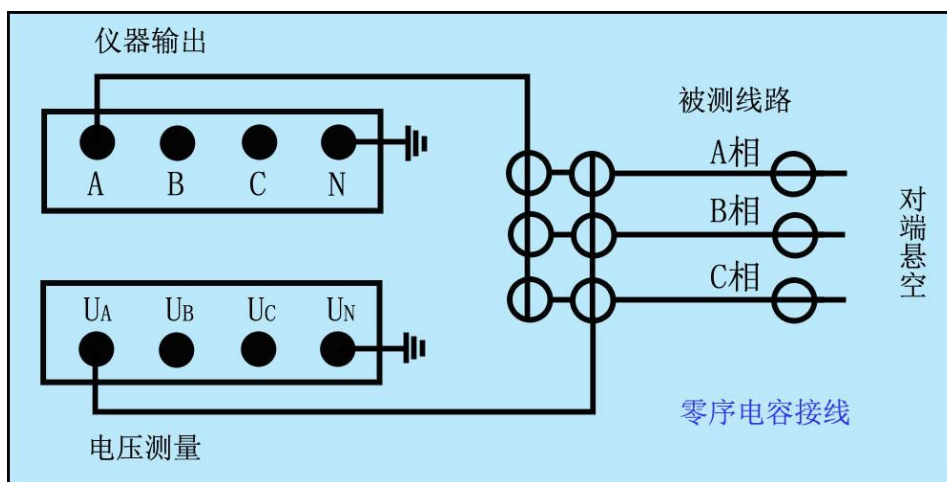 仪器输出
被测线路
A B C N
A相
B相
C相
对端悬空
UA UB UC UN
零序电容接线
电压测量